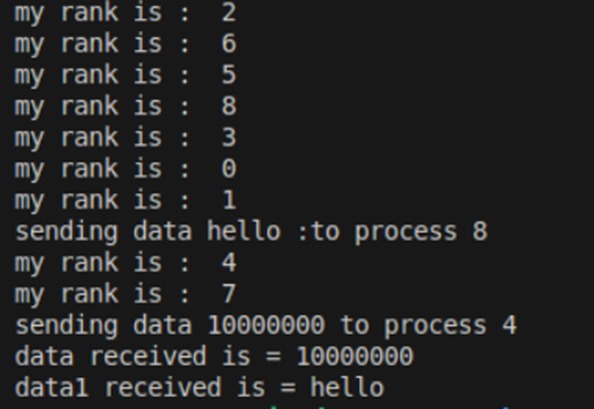 my rank is :  2
my rank is :  6
my rank is :  5
my rank is :  8
my rank is :  3
my rank is :  0
my rank is :  1
sending data hello :to process 8
my rank is :  4
my rank is :  7
sending data 10000000 to process 4
data received is = 10000000
data1 received is = hello